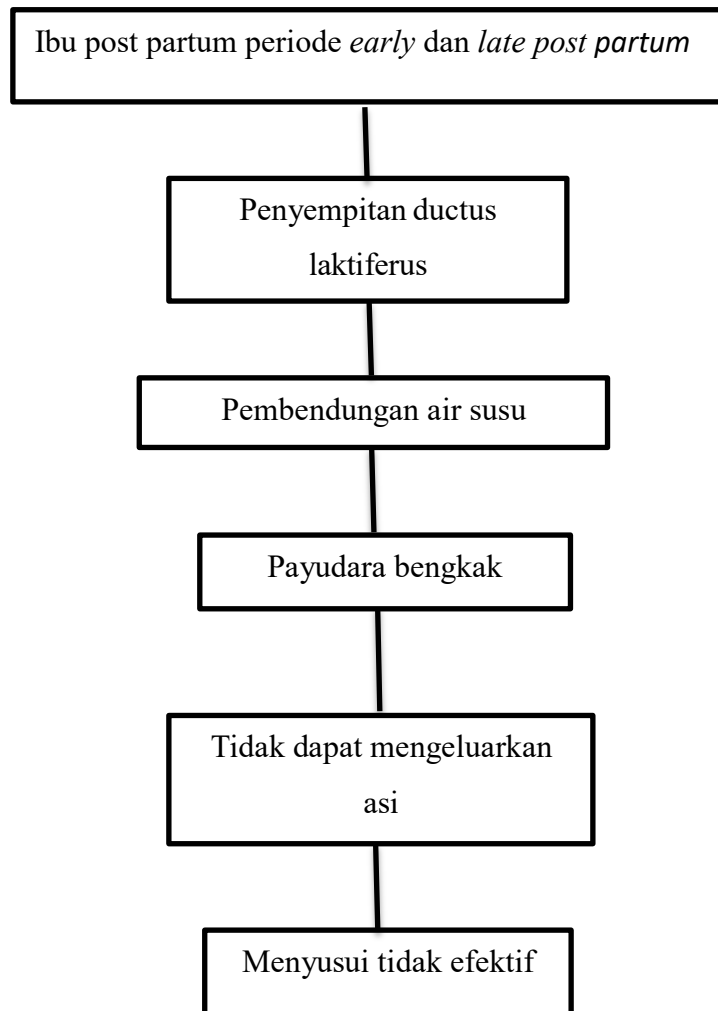 Ibu post partum periode early dan late post partum
Penyempitan ductus
laktiferus
Pembendungan air susu
Payudara bengkak
Tidak dapat mengeluarkan
asi
Menyusui tidak efektif